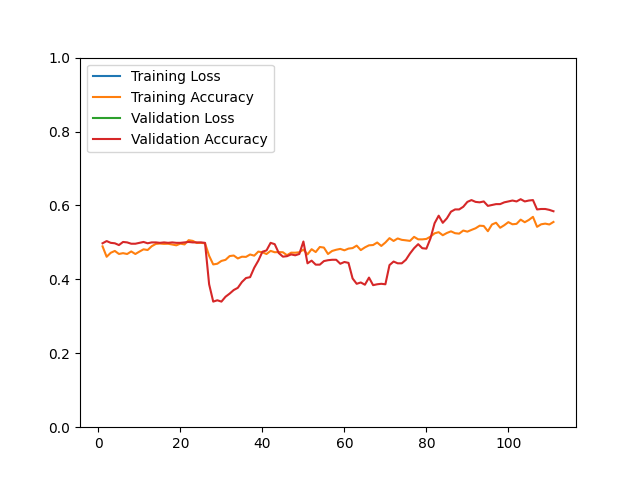 Training Loss
Training Accuracy
Validation Loss
Validation Accuracy
1.0
0.8
0.6
0.4
0.2
0.0
0 20 40 60 80 100